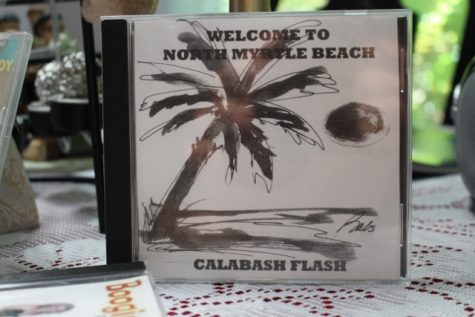 WELCOME TO
NORTH MYRTLE BEACH
CALABASH FLASH